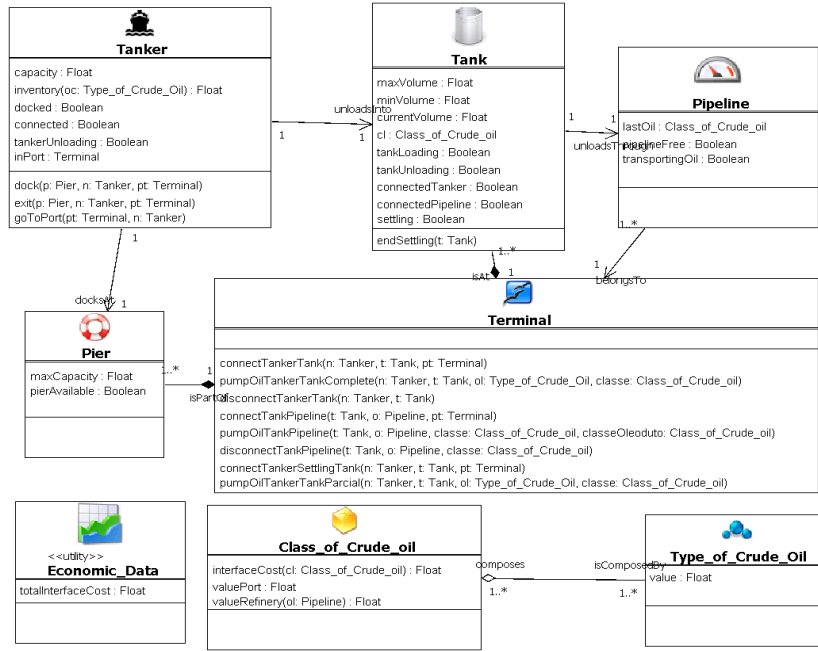 Tanker
capacity : Float
inventory(oc: Type_of_Crude_Oil) : Float
docked : Boolean
connected : Boolean
tankerUnloading : Boolean
inPort : Terminal
dock(p: Pier, n: Tanker, pt: Terminal)
exit(p: Pier, n: Tanker, pt: Terminal)
goToPort(pt: Terminal, n: Tanker)
unloadsInto
1
1
Tank
maxVolume : Float
minVolume : Float
currentVolume : Float
cl : Class_of_Crude_oil
tankLoading : Boolean
tankUnloading : Boolean
connectedTanker : Boolean
connectedPipeline : Boolean
settling : Boolean
endSettling(t: Tank)
1
1
unloadsThrough
Pipeline
lastOil : Class_of_Crude_oil
pipelineFree : Boolean
transportingOil : Boolean
1
docksAt
1
1..*
isAt
1
1..*
1
belongsTo
Pier
maxCapacity : Float
pierAvailable : Boolean
1..*
1
isPartOf
Terminal
connectTankerTank(n: Tanker, t: Tank, pt: Terminal)
pumpOilTankerTankComplete(n: Tanker, t: Tank, ol: Type_of_Crude_Oil, classe: Class_of_Crude_oil)
disconnectTankerTank(n: Tanker, t: Tank)
connectTankPipeline(t: Tank, o: Pipeline, pt: Terminal)
pumpOilTankPipeline(t: Tank, o: Pipeline, classe: Class_of_Crude_oil, classeOleoduto: Class_of_Crude_oil)
disconnectTankPipeline(t: Tank, o: Pipeline, classe: Class_of_Crude_oil)
connectTankerSettlingTank(n: Tanker, t: Tank, pt: Terminal)
pumpOilTankerTankParcial(n: Tanker, t: Tank, ol: Type_of_Crude_Oil, classe: Class_of_Crude_oil)
<<utility>>
Economic_Data
totalInterfaceCost : Float
Class_of_Crude_oil
interfaceCost(cl: Class_of_Crude_oil) : Float
valuePort : Float
valueRefinery(ol: Pipeline) : Float
composes
1..*
isComposedBy
1..*
Type_of_Crude_Oil
value : Float